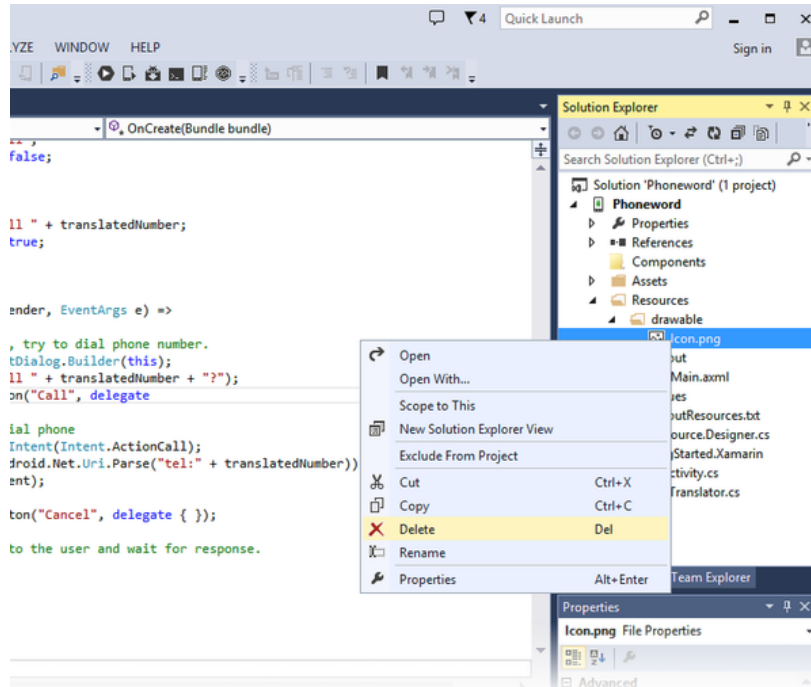 4
Quick Launch
YZE WINDOW HELP
Sign in
OnCreate(Bundle bundle)
false;
ll " + translatedNumber;
true;
ender, EventArgs e) =>
, try to dial phone number.
tDialog.Builder(this);
ll " + translatedNumber + "?");
on("Call", delegate
ial phone
Intent(Intent.ActionCall);
droid.Net.Uri.Parse("tel:" + translatedNumber))
ent);
ton("Cancel", delegate { });
to the user and wait for response.
Open
Open With...
Scope to This
New Solution Explorer View
Exclude From Project
Cut Ctrl+X
Copy Ctrl+C
Delete Del
Rename
Properties Alt+Enter
Solution Explorer
Search Solution Explorer (Ctrl+;)
Solution 'Phoneword' (1 project)
Phoneword
Properties
References
Components
Assets
Resources
drawable
Icon.png
out
Main.axml
ues
outResources.txt
ource.Designer.cs
gStarted.Xamarin
ctivity.cs
Translator.cs
Team Explorer
Properties
Icon.png File Properties
Advanced